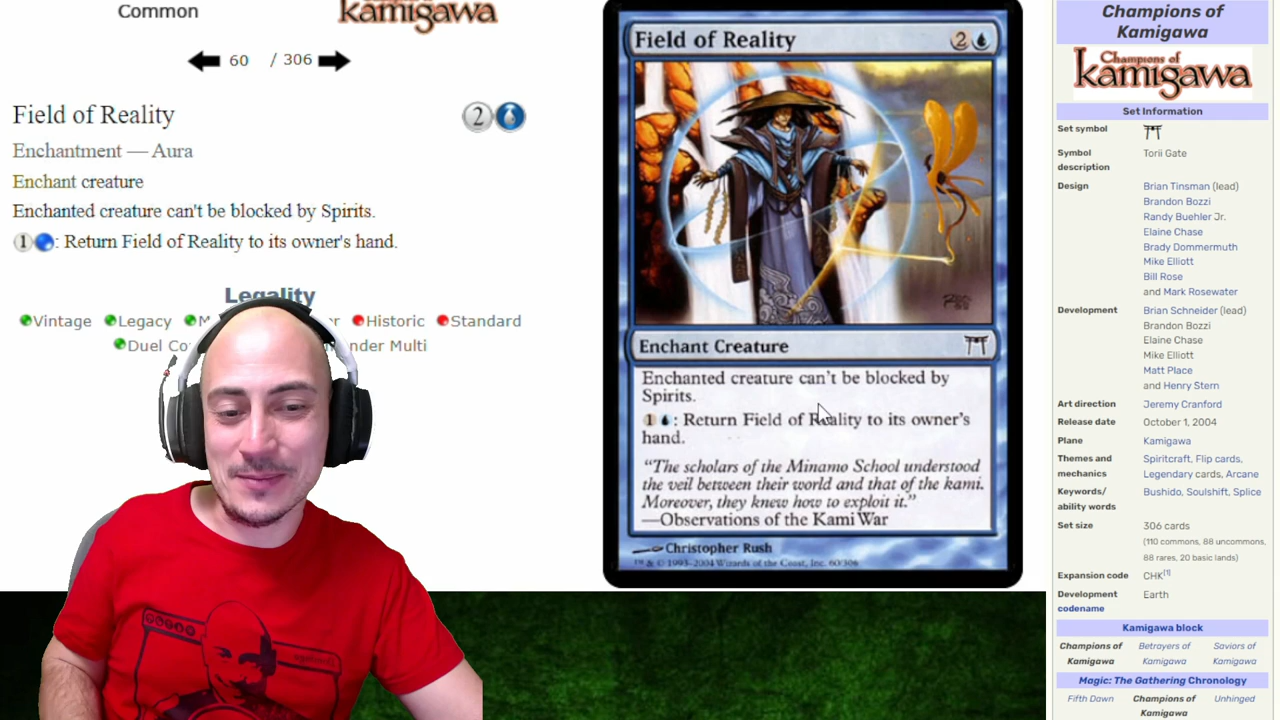 Common
kamigawa
60 / 306
Field of Reality
2
Enchantment — Aura
Enchant creature
Enchanted creature can't be blocked by Spirits.
1 : Return Field of Reality to its owner's hand.
Legality
Vintage Legacy Historic Standard
Duel Multi
Field of Reality 2
Enchant Creature
Enchanted creature can't be blocked by
Spirits.
1 : Return Field of Reality to its owner's
hand.
“The scholars of the Minamo School understood
the veil between their world and that of the kami.
Moreover, they knew how to exploit it.”
—Observations of the Kami War
Christopher Rush
™ & © 1993–2004 Wizards of the Coast, Inc. 60/306
Champions of
Kamigawa
Champions of
kamigawa
Set Information
Set symbol
Symbol description Torii Gate
Design Brian Tinsman (lead)
Brandon Bozzi
Randy Buehler Jr.
Elaine Chase
Brady Dommermuth
Mike Elliott
Bill Rose
and Mark Rosewater
Development Brian Schneider (lead)
Brandon Bozzi
Elaine Chase
Mike Elliott
Matt Place
and Henry Stern
Art direction Jeremy Cranford
Release date October 1, 2004
Plane Kamigawa
Themes and mechanics Spiritcraft, Flip cards,
Legendary cards, Arcane
Keywords/ability words Bushido, Soulshift, Splice
Set size 306 cards
(110 commons, 88 uncommons,
88 rares, 20 basic lands)
Expansion code CHK[1]
Development codename Earth
Kamigawa block
Champions of Kamigawa Betrayers of Kamigawa Saviors of Kamigawa
Magic: The Gathering Chronology
Fifth Dawn Champions of Kamigawa Unhinged